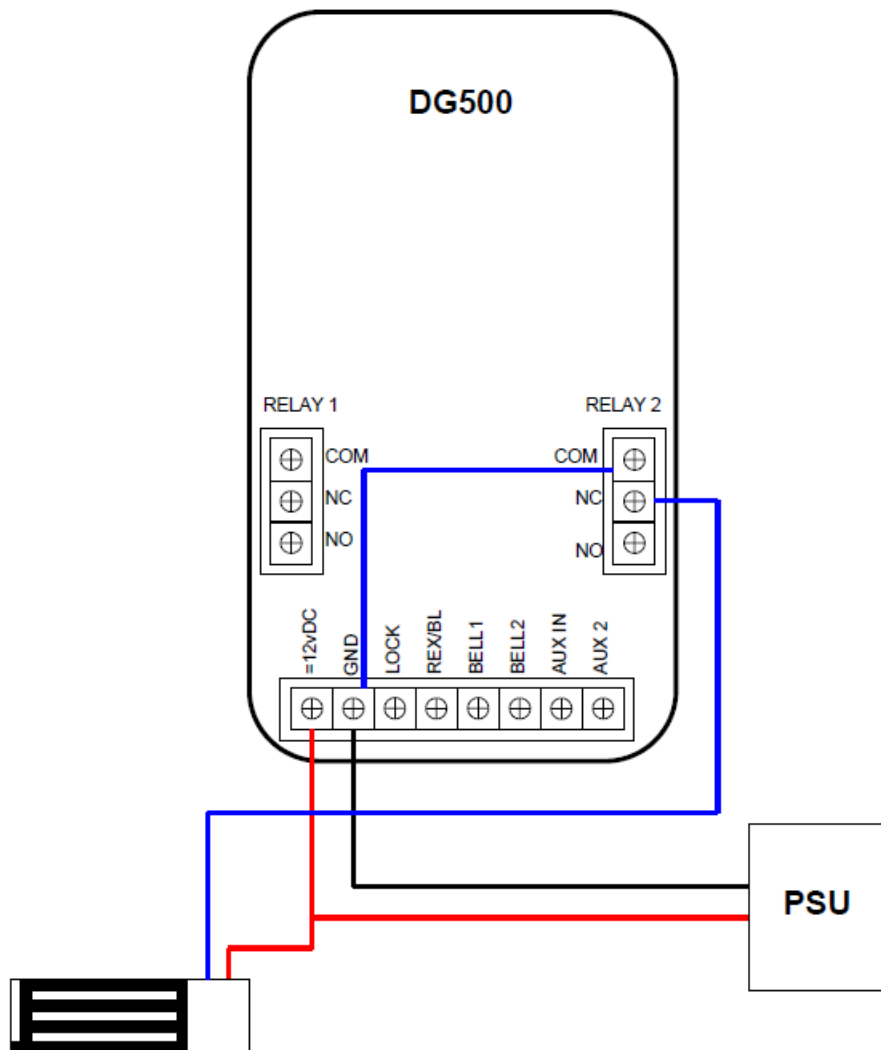 DG500
RELAY 1
RELAY 2
COM
COM
NC
NC
NO
NO
=12vDC
GND
LOCK
REX/BL
BELL1
BELL2
AUX IN
AUX 2
PSU